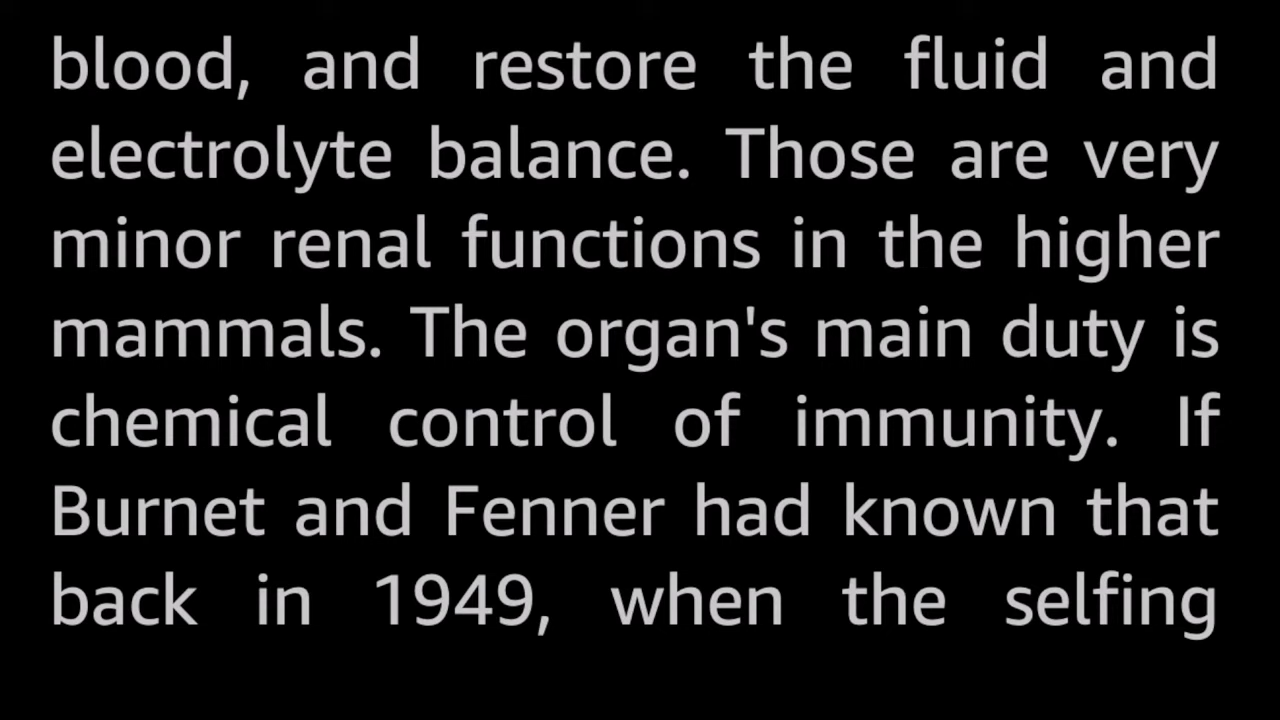 blood, and restore the fluid and
electrolyte balance. Those are very
minor renal functions in the higher
mammals. The organ's main duty is
chemical control of immunity. If
Burnet and Fenner had known that
back in 1949, when the selfing